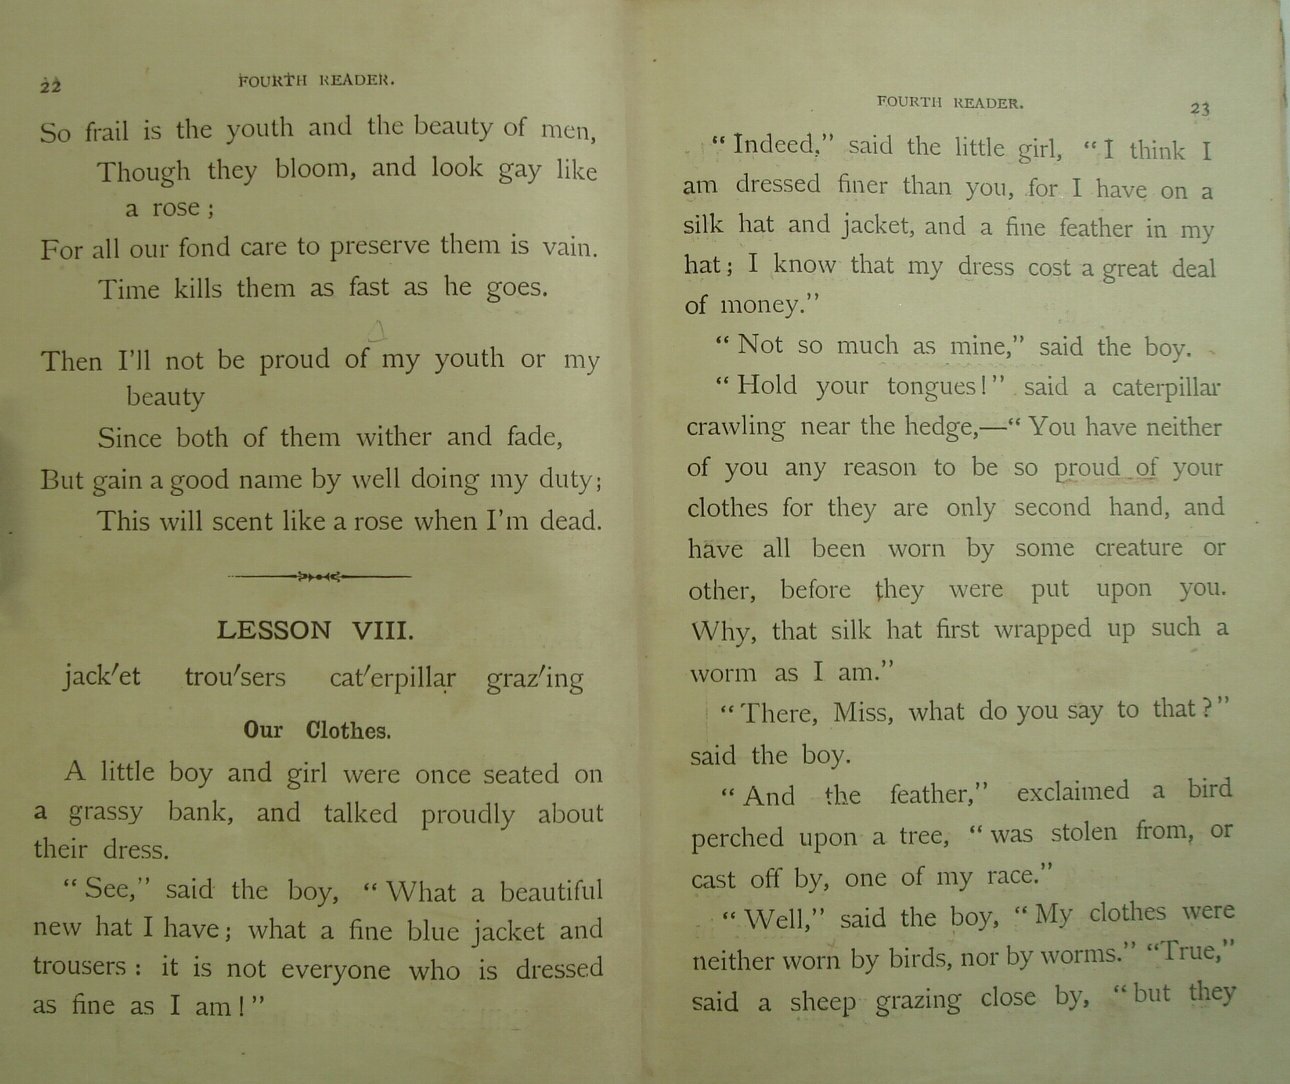 22
FOURTH READER.
So frail is the youth and the beauty of men,
Though they bloom, and look gay like
a rose ;
For all our fond care to preserve them is vain.
Time kills them as fast as he goes.
Then I'll not be proud of my youth or my
beauty
Since both of them wither and fade,
But gain a good name by well doing my duty;
This will scent like a rose when I'm dead.
LESSON VIII.
jack′et trou′sers cat′erpillar graz′ing
Our Clothes.
A little boy and girl were once seated on
a grassy bank, and talked proudly about
their dress.
" See," said the boy, " What a beautiful
new hat I have; what a fine blue jacket and
trousers : it is not everyone who is dressed
as fine as I am ! "
FOURTH READER.
23
" Indeed," said the little girl, " I think I
am dressed finer than you, for I have on a
silk hat and jacket, and a fine feather in my
hat; I know that my dress cost a great deal
of money."
" Not so much as mine," said the boy.
" Hold your tongues! " said a caterpillar
crawling near the hedge,—" You have neither
of you any reason to be so proud of your
clothes for they are only second hand, and
have all been worn by some creature or
other, before they were put upon you.
Why, that silk hat first wrapped up such a
worm as I am."
" There, Miss, what do you say to that ? "
said the boy.
" And the feather," exclaimed a bird
perched upon a tree, " was stolen from, or
cast off by, one of my race."
" Well," said the boy, " My clothes were
neither worn by birds, nor by worms." "True,"
said a sheep grazing close by, " but they